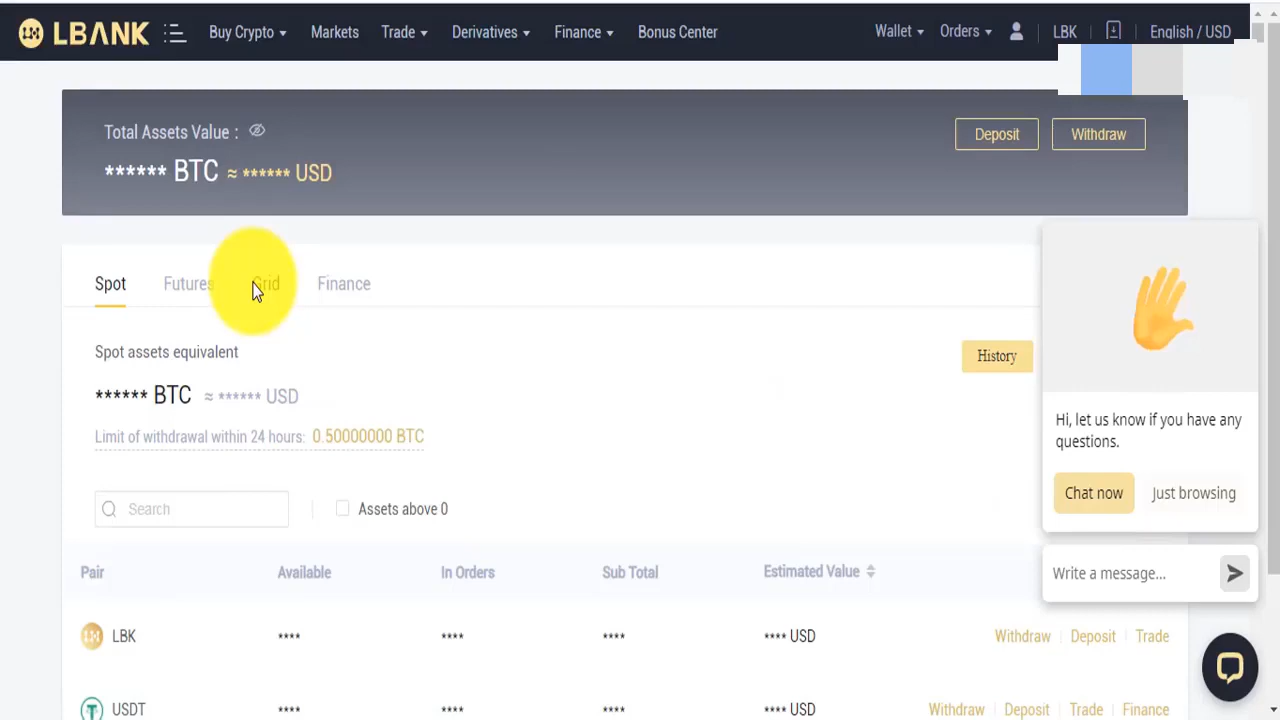 LBANK Buy Crypto Markets Trade Derivatives Finance Bonus Center Wallet Orders LBK English / USD
Total Assets Value :
****** BTC ≈ ****** USD
Deposit Withdraw
Spot Futures Grid Finance
Spot assets equivalent
History
****** BTC ≈ ****** USD
Limit of withdrawal within 24 hours: 0.50000000 BTC
Search Assets above 0
Pair Available In Orders Sub Total Estimated Value
LBK **** **** **** **** USD Withdraw Deposit Trade
USDT **** **** **** **** USD Withdraw Deposit Trade Finance
Hi, let us know if you have any
questions.
Chat now Just browsing
Write a message...